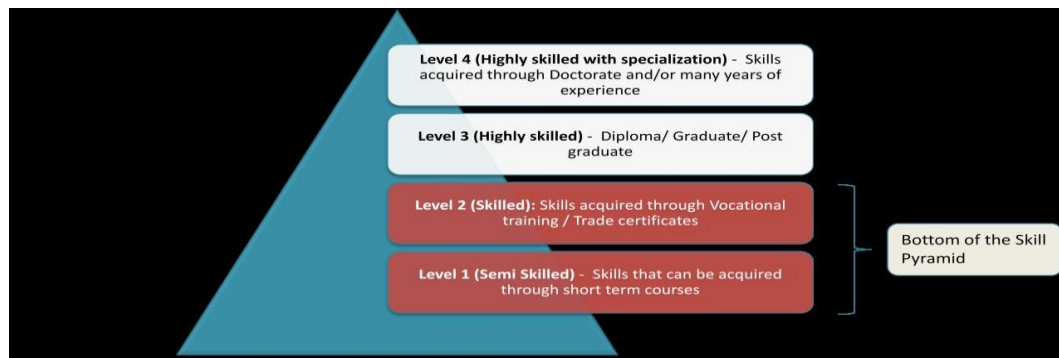 Level 4 (Highly skilled with specialization) - Skills
acquired through Doctorate and/or many years of
experience
Level 3 (Highly skilled) - Diploma/ Graduate/ Post
graduate
Level 2 (Skilled): Skills acquired through Vocational
training / Trade certificates
Level 1 (Semi Skilled) - Skills that can be acquired
through short term courses
Bottom of the Skill
Pyramid